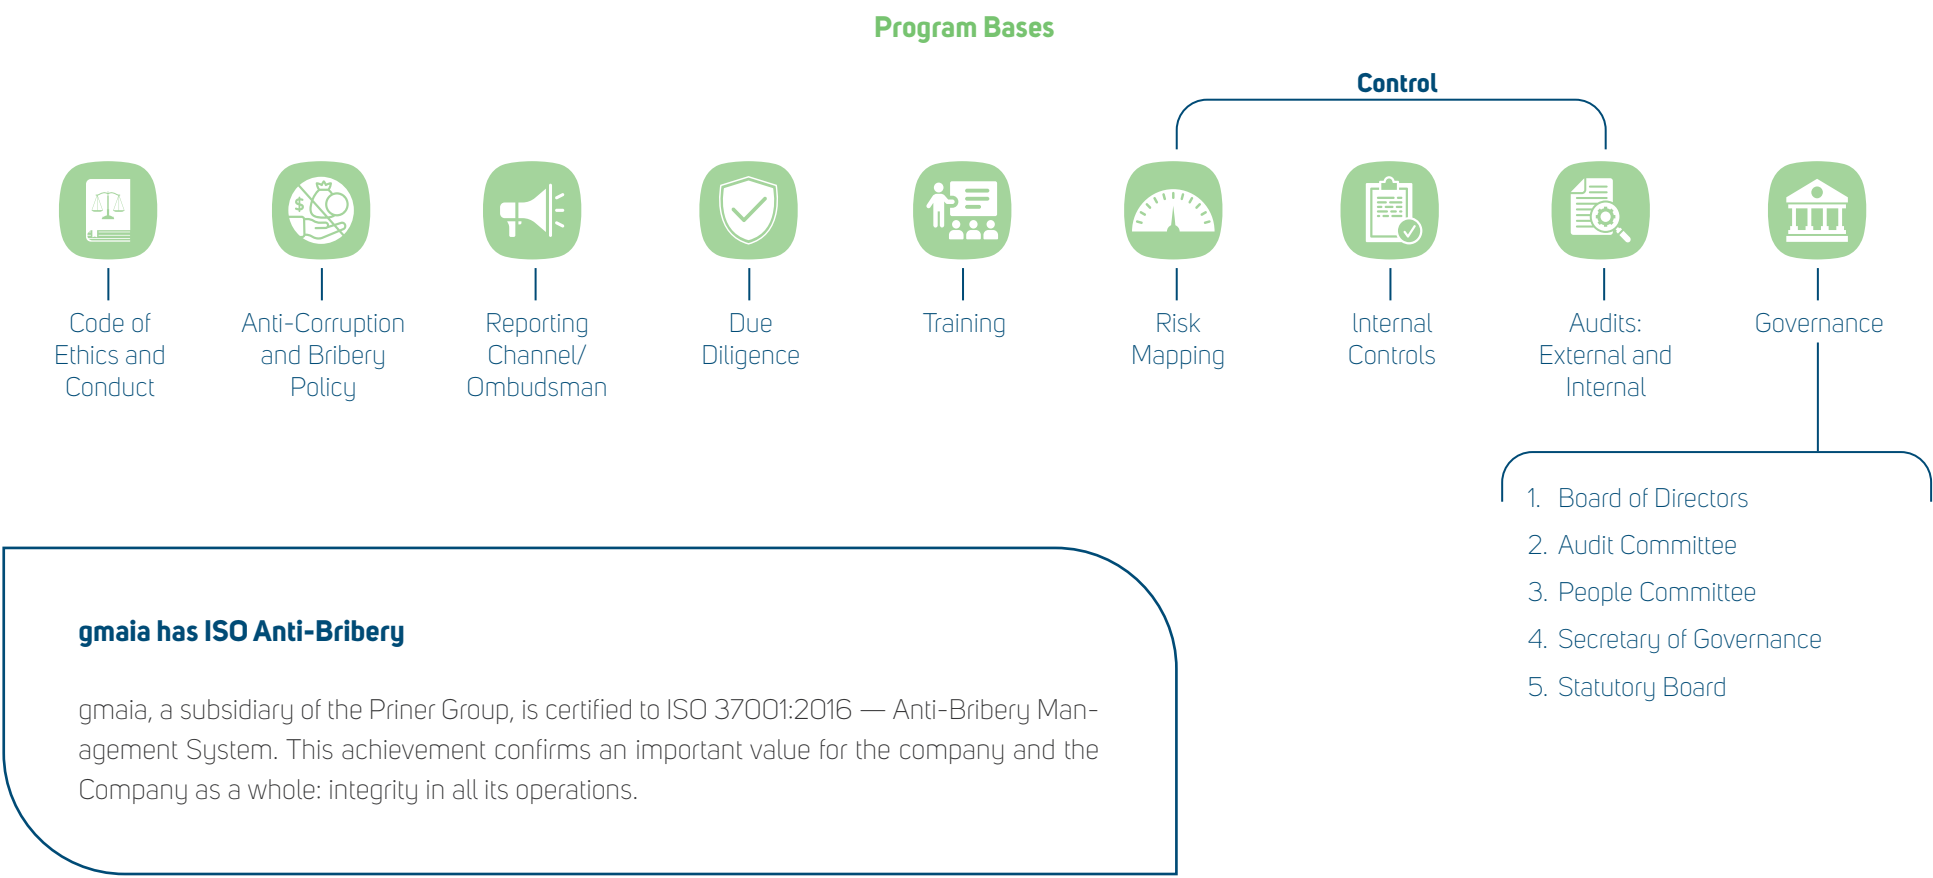 Program Bases
Control
Code of
Ethics and
Conduct
Anti-Corruption
and Bribery
Policy
Reporting
Channel/
Ombudsman
Due
Diligence
Training
Risk
Mapping
Internal
Controls
Audits:
External and
Internal
Governance
1. Board of Directors
2. Audit Committee
3. People Committee
4. Secretary of Governance
5. Statutory Board
gmaia has ISO Anti-Bribery
gmaia, a subsidiary of the Priner Group, is certified to ISO 37001:2016 — Anti-Bribery Man-
agement System. This achievement confirms an important value for the company and the
Company as a whole: integrity in all its operations.